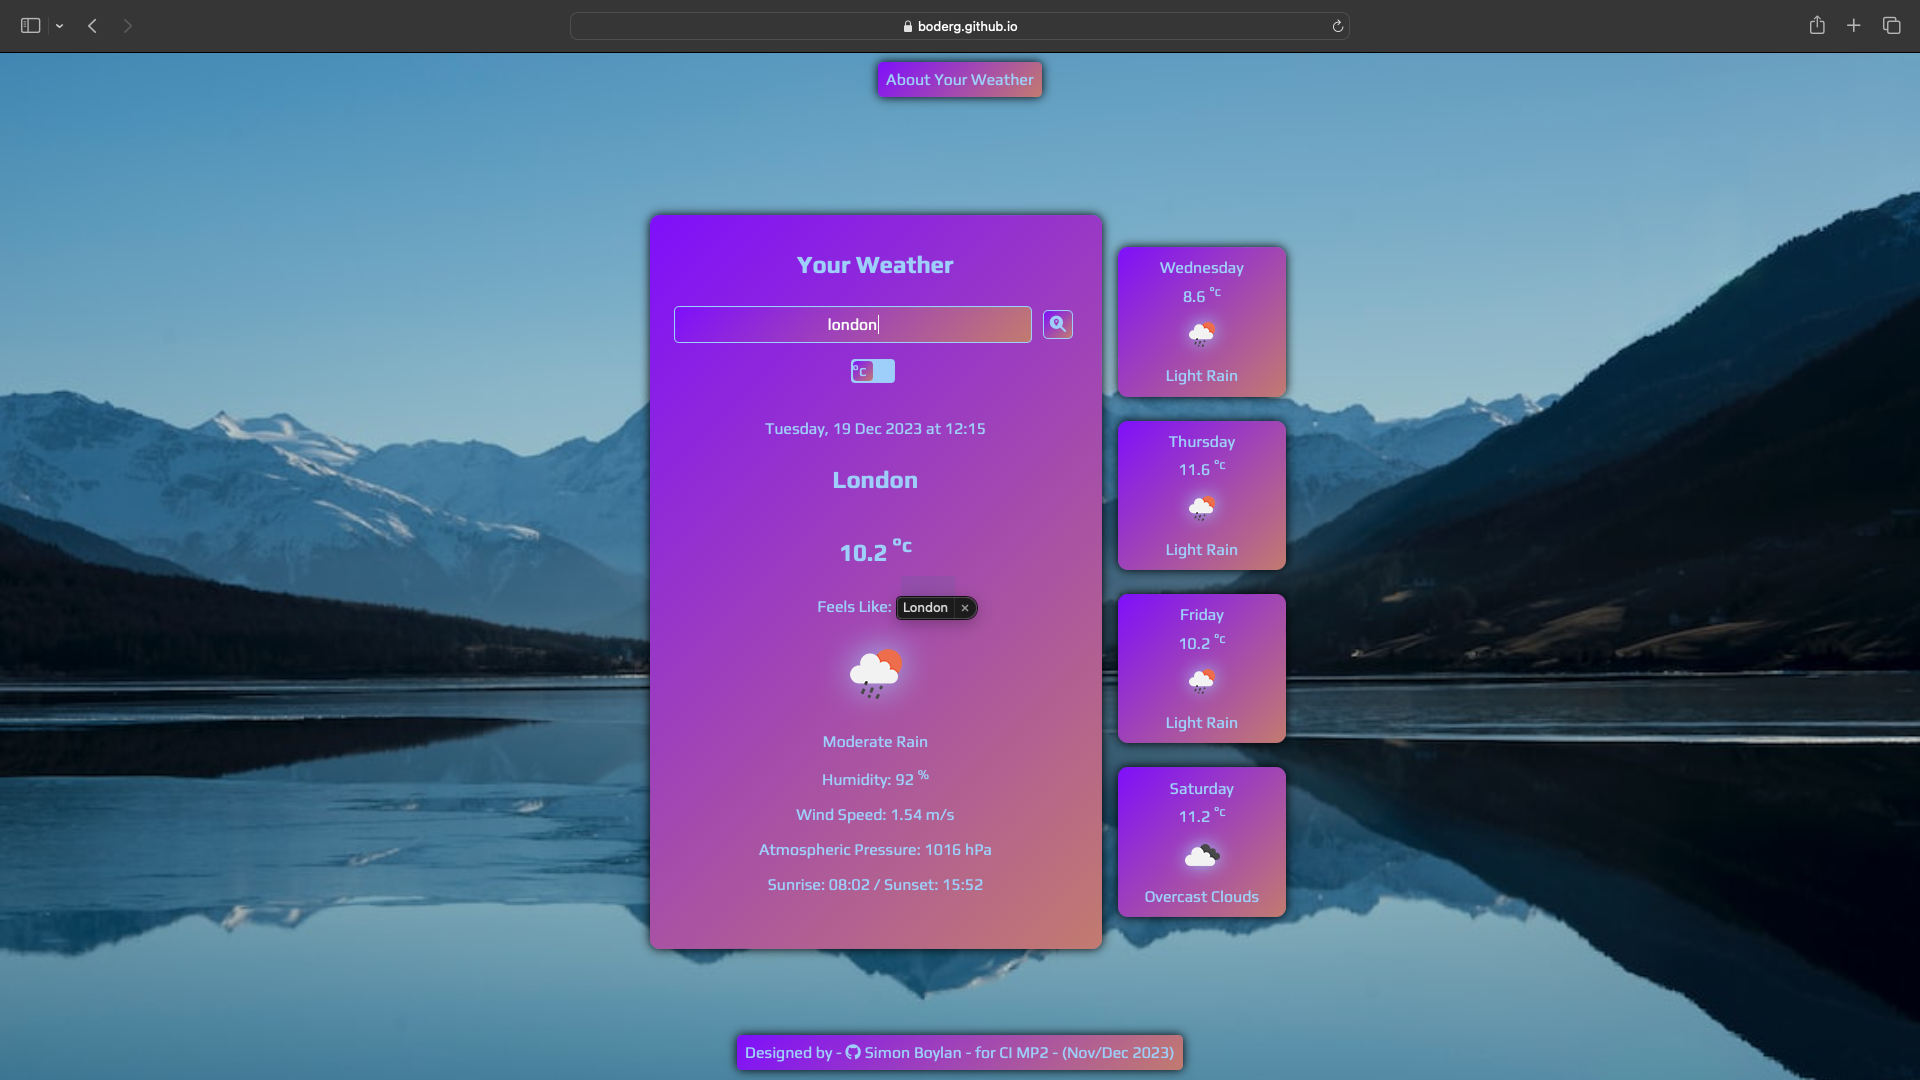 boderg.github.io
About Your Weather
Your Weather
london
°C
Tuesday, 19 Dec 2023 at 12:15
London
10.2 °C
Feels Like:
London ×
Moderate Rain
Humidity: 92 %
Wind Speed: 1.54 m/s
Atmospheric Pressure: 1016 hPa
Sunrise: 08:02 / Sunset: 15:52
Wednesday
8.6 °C
Light Rain
Thursday
11.6 °C
Light Rain
Friday
10.2 °C
Light Rain
Saturday
11.2 °C
Overcast Clouds
Designed by - Simon Boylan - for CI MP2 - (Nov/Dec 2023)